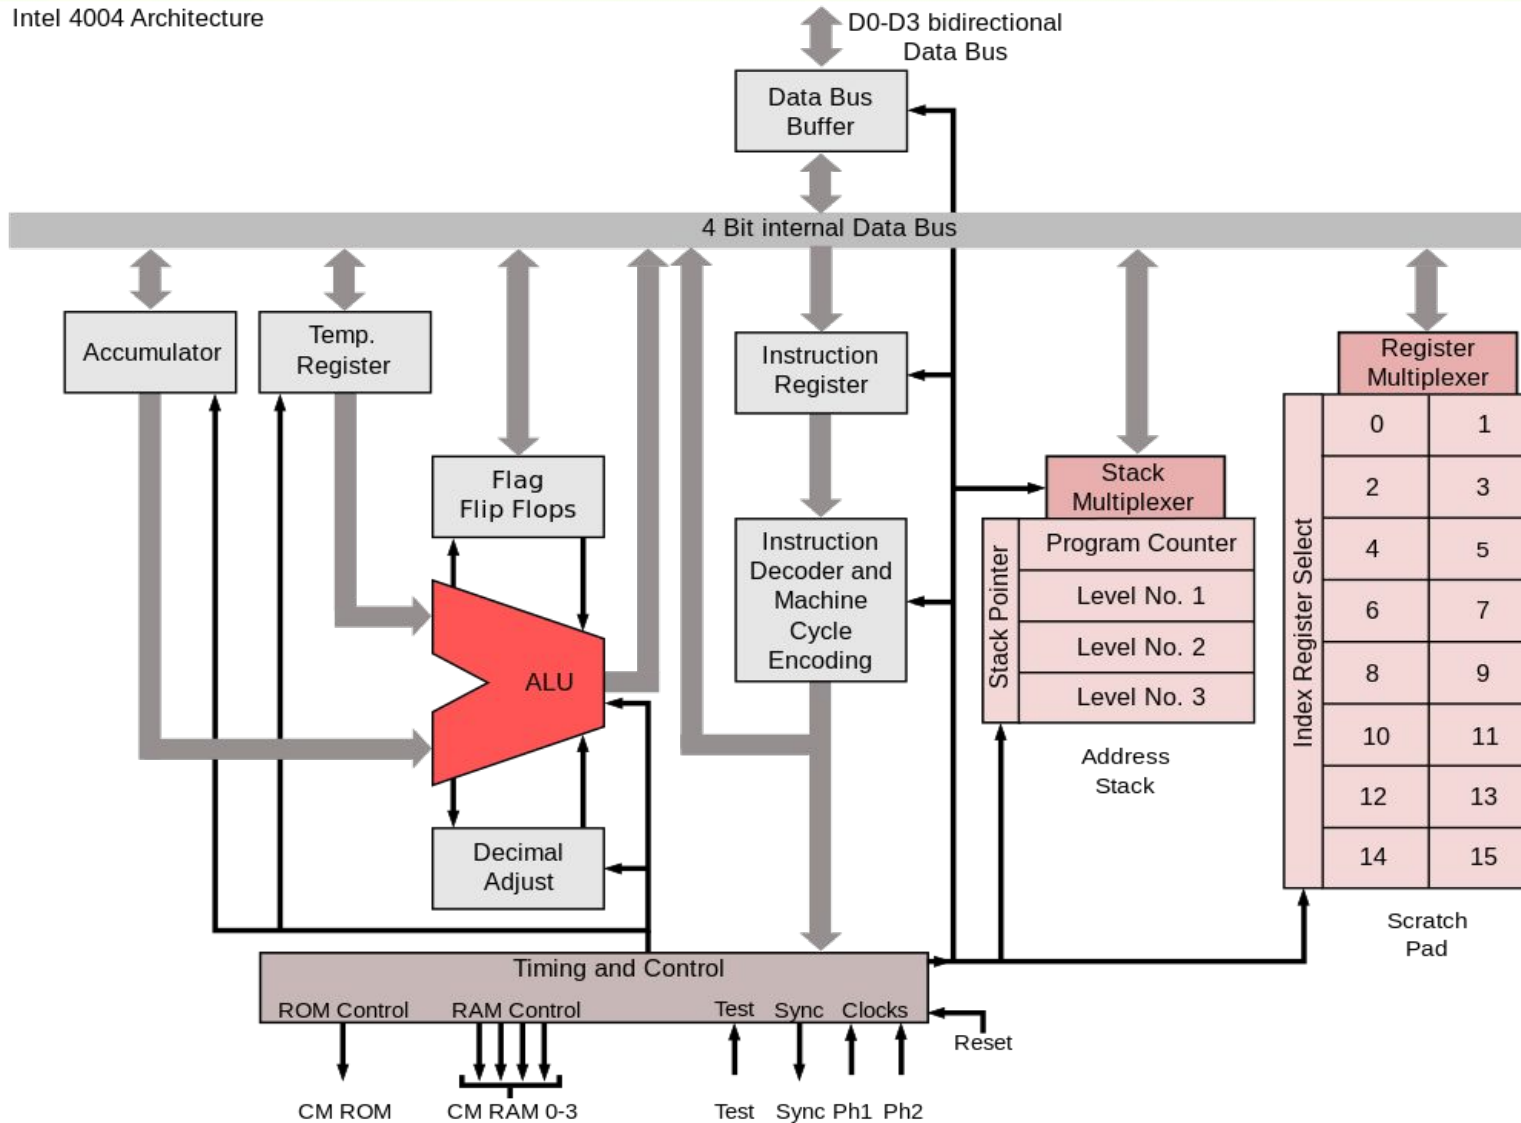 Intel 4004 Architecture
D0-D3 bidirectional
Data Bus
Data Bus
Buffer
4 Bit internal Data Bus
Accumulator
Temp.
Register
Instruction
Register
Register
Multiplexer
Flag
Flip Flops
Stack
Multiplexer
Instruction
Decoder and
Machine
Cycle
Encoding
Stack Pointer
Program Counter
Level No. 1
Level No. 2
Level No. 3
Address
Stack
Index Register Select
0 1
2 3
4 5
6 7
8 9
10 11
12 13
14 15
Scratch
Pad
ALU
Decimal
Adjust
Timing and Control
ROM Control RAM Control Test Sync Clocks
Reset
CM ROM CM RAM 0-3 Test Sync Ph1 Ph2